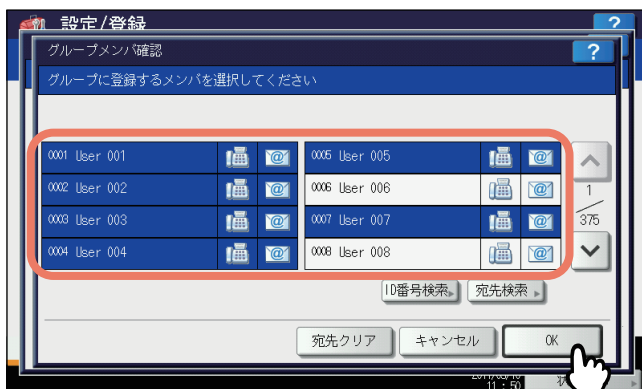 設定/登録
?
グループメンバ確認
?
グループに登録するメンバを選択してください
0001 User 001
0005 User 005
0002 User 002
0006 User 006
1
0003 User 003
0007 User 007
375
0004 User 004
0008 User 008
ID番号検索
宛先検索
宛先クリア
キャンセル
OK
11 : 50